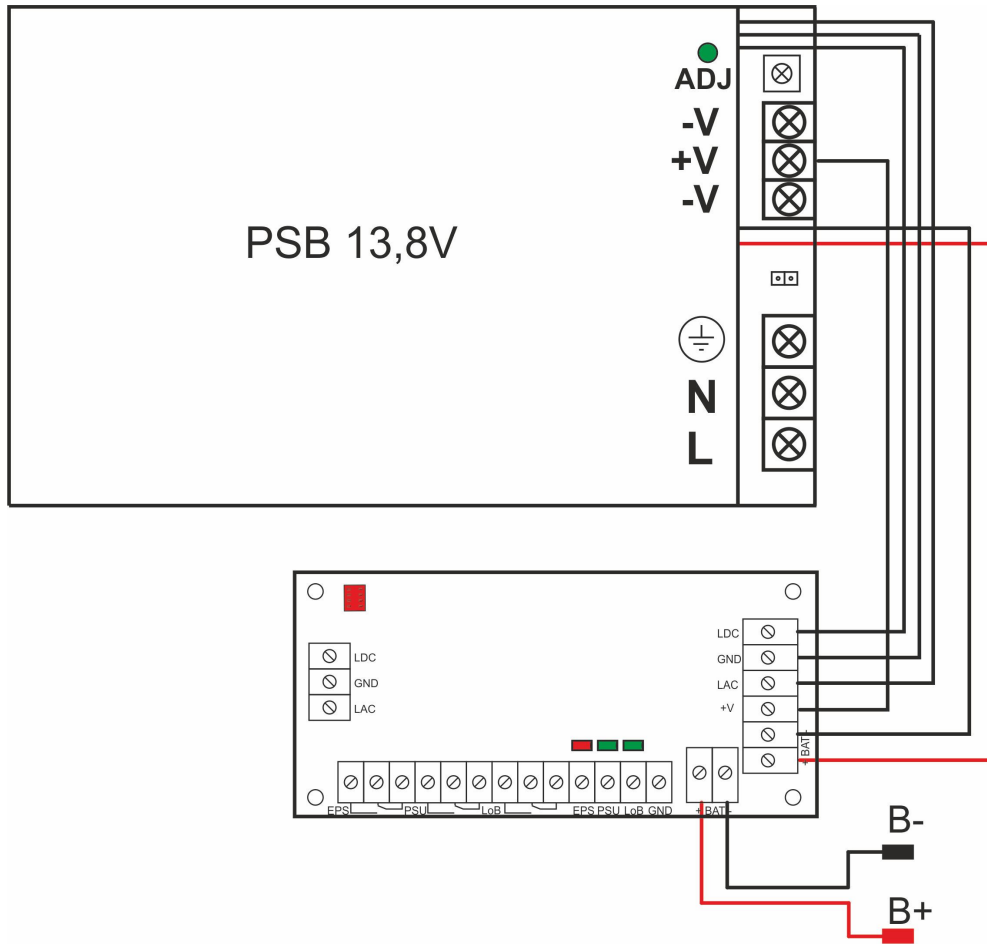 ADJ
-V
+V
-V
PSB 13,8V
N
L
LDC
GND
LAC
LDC
GND
LAC
+V
+ BAT -
EPS PSU LoB EPS PSU LoB GND
+ BAT -
B-
B+